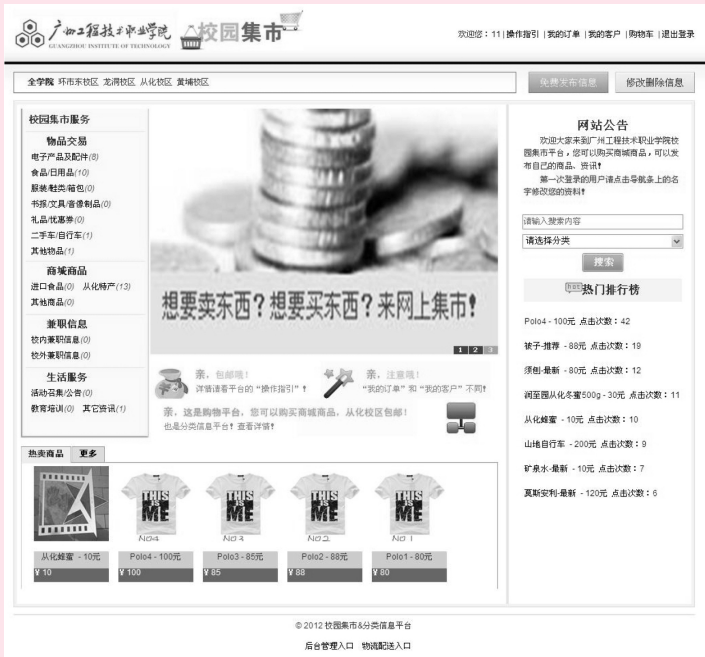 广州工程技术职业学院
GUANGZHOU INSTITUTE OF TECHNOLOGY
校园集市
欢迎您：11|操作指引 |我的订单 |我的客户 |购物车 |退出登录
全学院 环市东校区 龙洞校区 从化校区 黄埔校区
免费发布信息
修改删除信息
校园集市服务
物品交易
电子产品及配件(8)
食品/日用品(10)
服装/鞋类/箱包(0)
书报/文具/音像制品(0)
礼品/优惠券(0)
二手车/自行车(1)
其他物品(1)
商城商品
进口食品(0) 从化特产(13)
其他商品(0)
兼职信息
校内兼职信息(0)
校外兼职信息(0)
生活服务
活动召集/公告(0)
教育培训(0) 其它资讯(1)
想要卖东西？想要买东西？来网上集市！
1 2 3
亲，包邮哦！
详情请看平台的“操作指引”！
亲，注意哦！
“我的订单”和“我的客户”不同！
亲，这是购物平台，您可以购买商城商品，从化校区包邮！
也是分类信息平台！查看详情！
网站公告
欢迎大家来到广州工程技术职业学院校
园集市平台，您可以购买商城商品，可以发
布自己的商品、资讯！
第一次登录的用户请点击导航条上的名
字修改您的资料！
请输入搜索内容
请选择分类
搜索
hot 热门排行榜
Polo4 - 100元 点击次数：42
被子-推荐 - 88元 点击次数：19
须刨-最新 - 80元 点击次数：12
润至园从化冬蜜500g - 30元 点击次数：11
从化蜂蜜 - 10元 点击次数：10
山地自行车 - 200元 点击次数：9
矿泉水-最新 - 10元 点击次数：7
莫斯安利-最新 - 120元 点击次数：6
热卖商品 更多
THIS IS ME THIS IS ME THIS IS ME THIS IS ME
NO4 NO3 NO2 NO1
从化蜂蜜 - 10元 Polo4 - 100元 Polo3 - 85元 Polo2 - 88元 Polo1 - 80元
¥ 10 ¥ 100 ¥ 85 ¥ 88 ¥ 80
© 2012 校园集市&分类信息平台
后台管理入口 物流配送入口